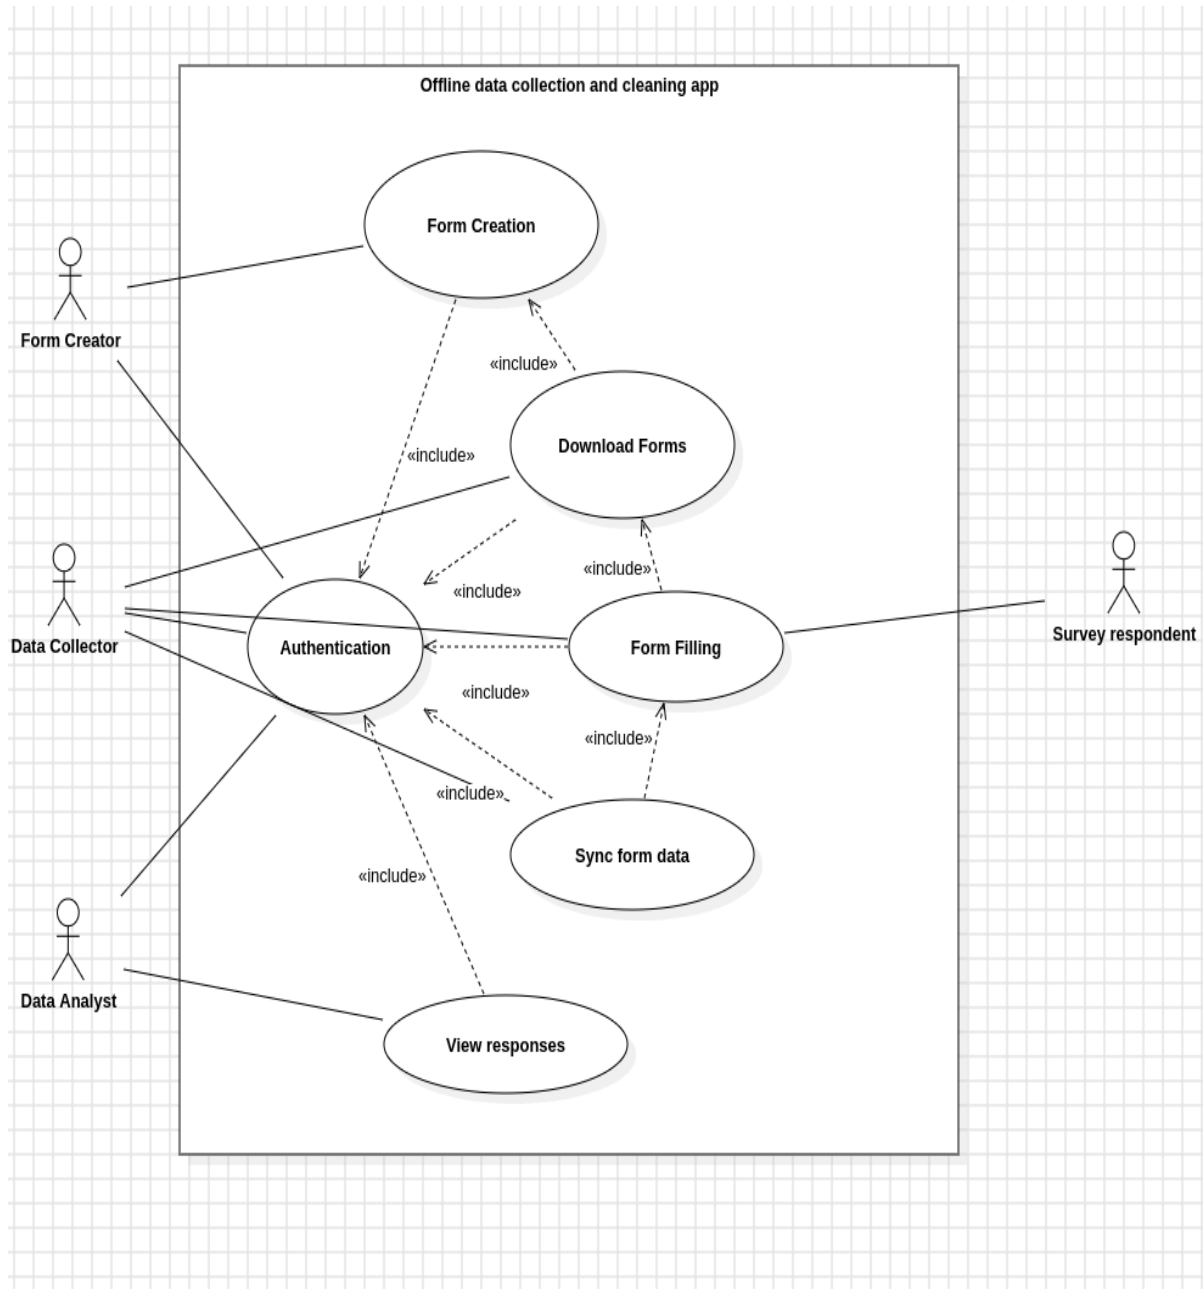 Offline data collection and cleaning app
Form Creation
Form Creator
«include»
Download Forms
«include»
«include»
«include»
Data Collector
Authentication
Form Filling
Survey respondent
«include»
«include»
«include»
Sync form data
«include»
Data Analyst
View responses